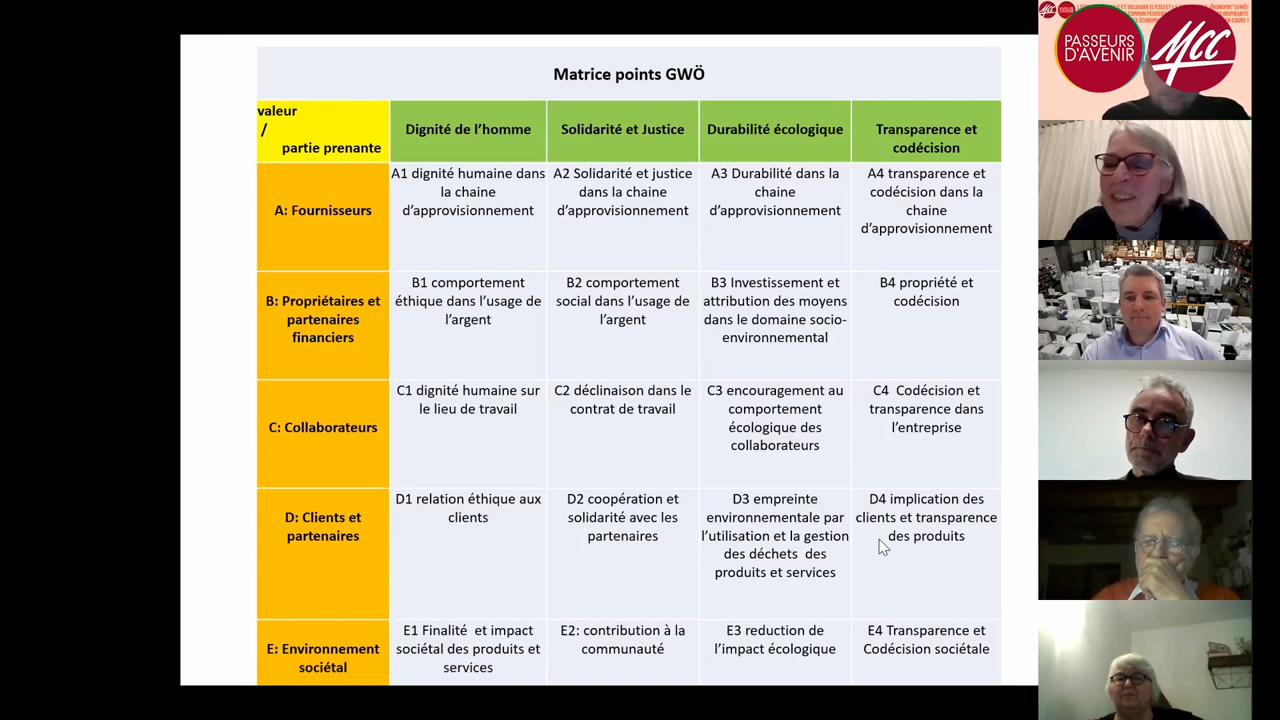 Matrice points GWÖ
valeur
/
partie prenante
Dignité de l’homme
Solidarité et Justice
Durabilité écologique
Transparence et
codécision
A: Fournisseurs
A1 dignité humaine dans
la chaine
d’approvisionnement
A2 Solidarité et justice
dans la chaine
d’approvisionnement
A3 Durabilité dans la
chaine
d’approvisionnement
A4 transparence et
codécision dans la
chaine
d’approvisionnement
B: Propriétaires et
partenaires
financiers
B1 comportement
éthique dans l’usage de
l’argent
B2 comportement
social dans l’usage de
l’argent
B3 Investissement et
attribution des moyens
dans le domaine socio-
environnemental
B4 propriété et
codécision
C: Collaborateurs
C1 dignité humaine sur
le lieu de travail
C2 déclinaison dans le
contrat de travail
C3 encouragement au
comportement
écologique des
collaborateurs
C4 Codécision et
transparence dans
l’entreprise
D: Clients et
partenaires
D1 relation éthique aux
clients
D2 coopération et
solidarité avec les
partenaires
D3 empreinte
environnementale par
l’utilisation et la gestion
des déchets des
produits et services
D4 implication des
clients et transparence
des produits
E: Environnement
sociétal
E1 Finalité et impact
sociétal des produits et
services
E2: contribution à la
communauté
E3 reduction de
l’impact écologique
E4 Transparence et
Codécision sociétale
PASSEURS
D'AVENIR
MCC